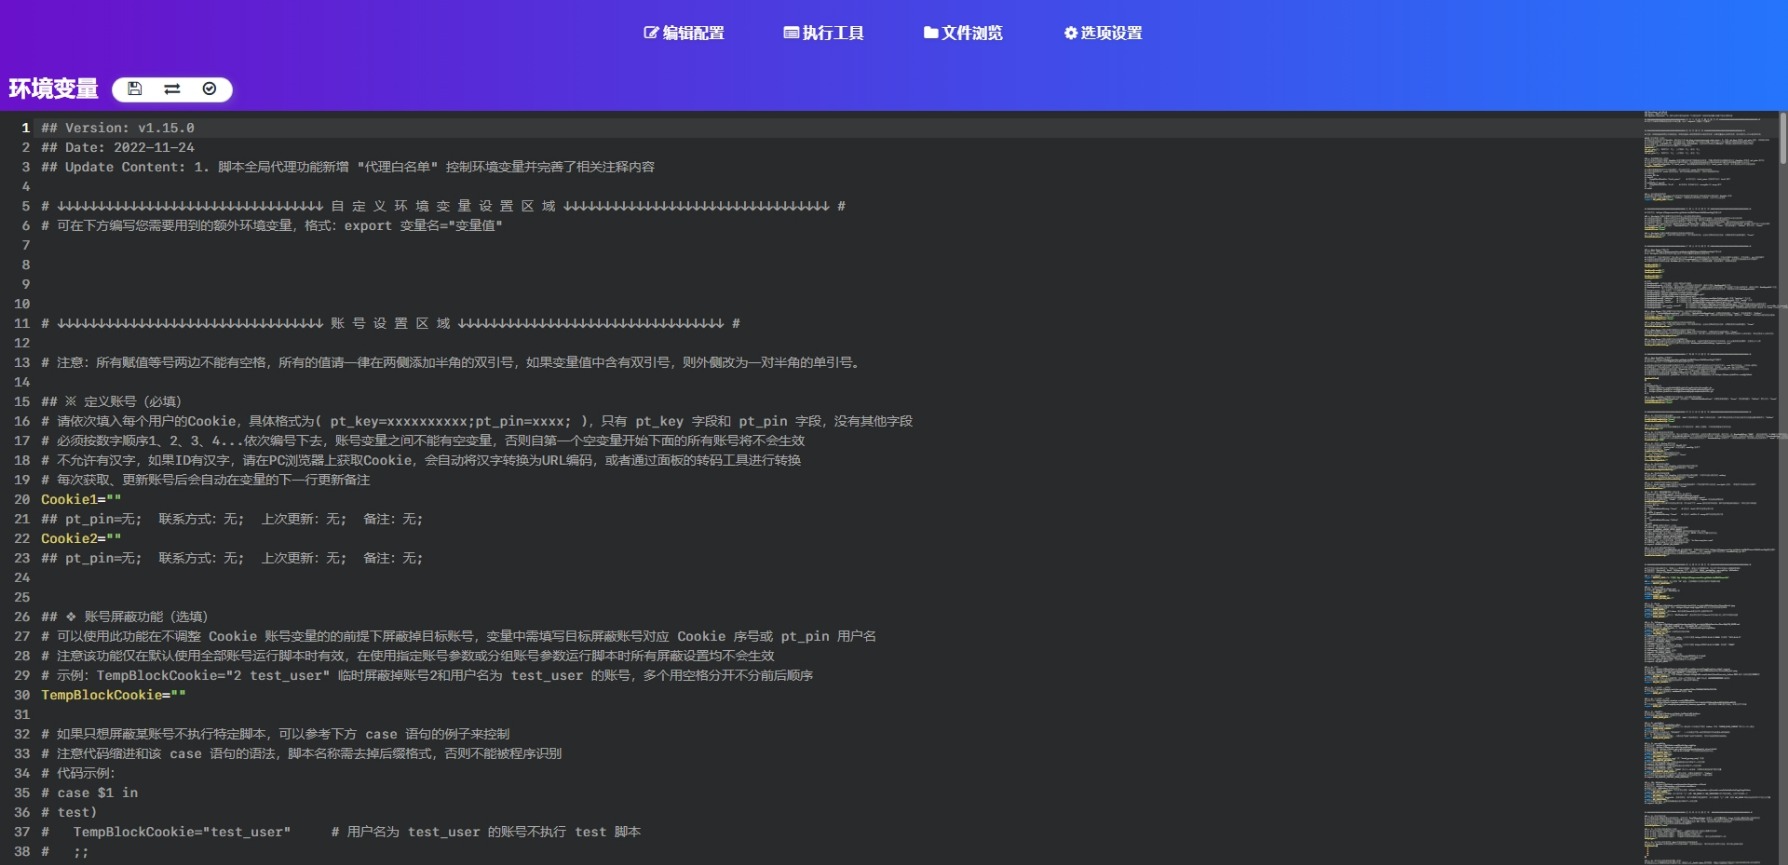 编辑配置 执行工具 文件浏览 选项设置
环境变量
1 ## Version: v1.15.0
2 ## Date: 2022-11-24
3 ## Update Content: 1. 脚本全局代理功能新增 "代理白名单" 控制环境变量并完善了相关注释内容
4
5 # ↓↓↓↓↓↓↓↓↓↓↓↓↓↓↓↓↓↓↓↓↓↓↓↓↓↓↓↓↓↓↓↓↓ 自 定 义 环 境 变 量 设 置 区 域 ↓↓↓↓↓↓↓↓↓↓↓↓↓↓↓↓↓↓↓↓↓↓↓↓↓↓↓↓↓↓↓↓↓ #
6 # 可在下方编写您需要用到的额外环境变量，格式：export 变量名="变量值"
7
8
9
10
11 # ↓↓↓↓↓↓↓↓↓↓↓↓↓↓↓↓↓↓↓↓↓↓↓↓↓↓↓↓↓↓↓↓↓ 账 号 设 置 区 域 ↓↓↓↓↓↓↓↓↓↓↓↓↓↓↓↓↓↓↓↓↓↓↓↓↓↓↓↓↓↓↓↓↓ #
12
13 # 注意：所有赋值等号两边不能有空格，所有的值请一律在两侧添加半角的双引号，如果变量值中含有双引号，则外侧改为一对半角的单引号。
14
15 ## ※ 定义账号（必填）
16 # 请依次填入每个用户的Cookie，具体格式为( pt_key=xxxxxxxxxx;pt_pin=xxxx; )，只有 pt_key 字段和 pt_pin 字段，没有其他字段
17 # 必须按数字顺序1、2、3、4...依次编号下去，账号变量之间不能有空变量，否则自第一个空变量开始下面的所有账号将不会生效
18 # 不允许有汉字，如果ID有汉字，请在PC浏览器上获取Cookie，会自动将汉字转换为URL编码，或者通过面板的转码工具进行转换
19 # 每次获取、更新账号后会自动在变量的下一行更新备注
20 Cookie1=""
21 ## pt_pin=无;  联系方式：无;  上次更新：无;  备注：无;
22 Cookie2=""
23 ## pt_pin=无;  联系方式：无;  上次更新：无;  备注：无;
24
25
26 ## ❖ 账号屏蔽功能（选填）
27 # 可以使用此功能在不调整 Cookie 账号变量的的前提下屏蔽掉目标账号，变量中需填写目标屏蔽账号对应 Cookie 序号或 pt_pin 用户名
28 # 注意该功能仅在默认使用全部账号运行脚本时有效，在使用指定账号参数或分组账号参数运行脚本时所有屏蔽设置均不会生效
29 # 示例：TempBlockCookie="2 test_user" 临时屏蔽掉账号2和用户名为 test_user 的账号，多个用空格分开不分前后顺序
30 TempBlockCookie=""
31
32 # 如果只想屏蔽某账号不执行特定脚本，可以参考下方 case 语句的例子来控制
33 # 注意代码缩进和该 case 语句的语法，脚本名称需去掉后缀格式，否则不能被程序识别
34 # 代码示例：
35 # case $1 in
36 # test)
37 #   TempBlockCookie="test_user"     # 用户名为 test_user 的账号不执行 test 脚本
38 #   ;;